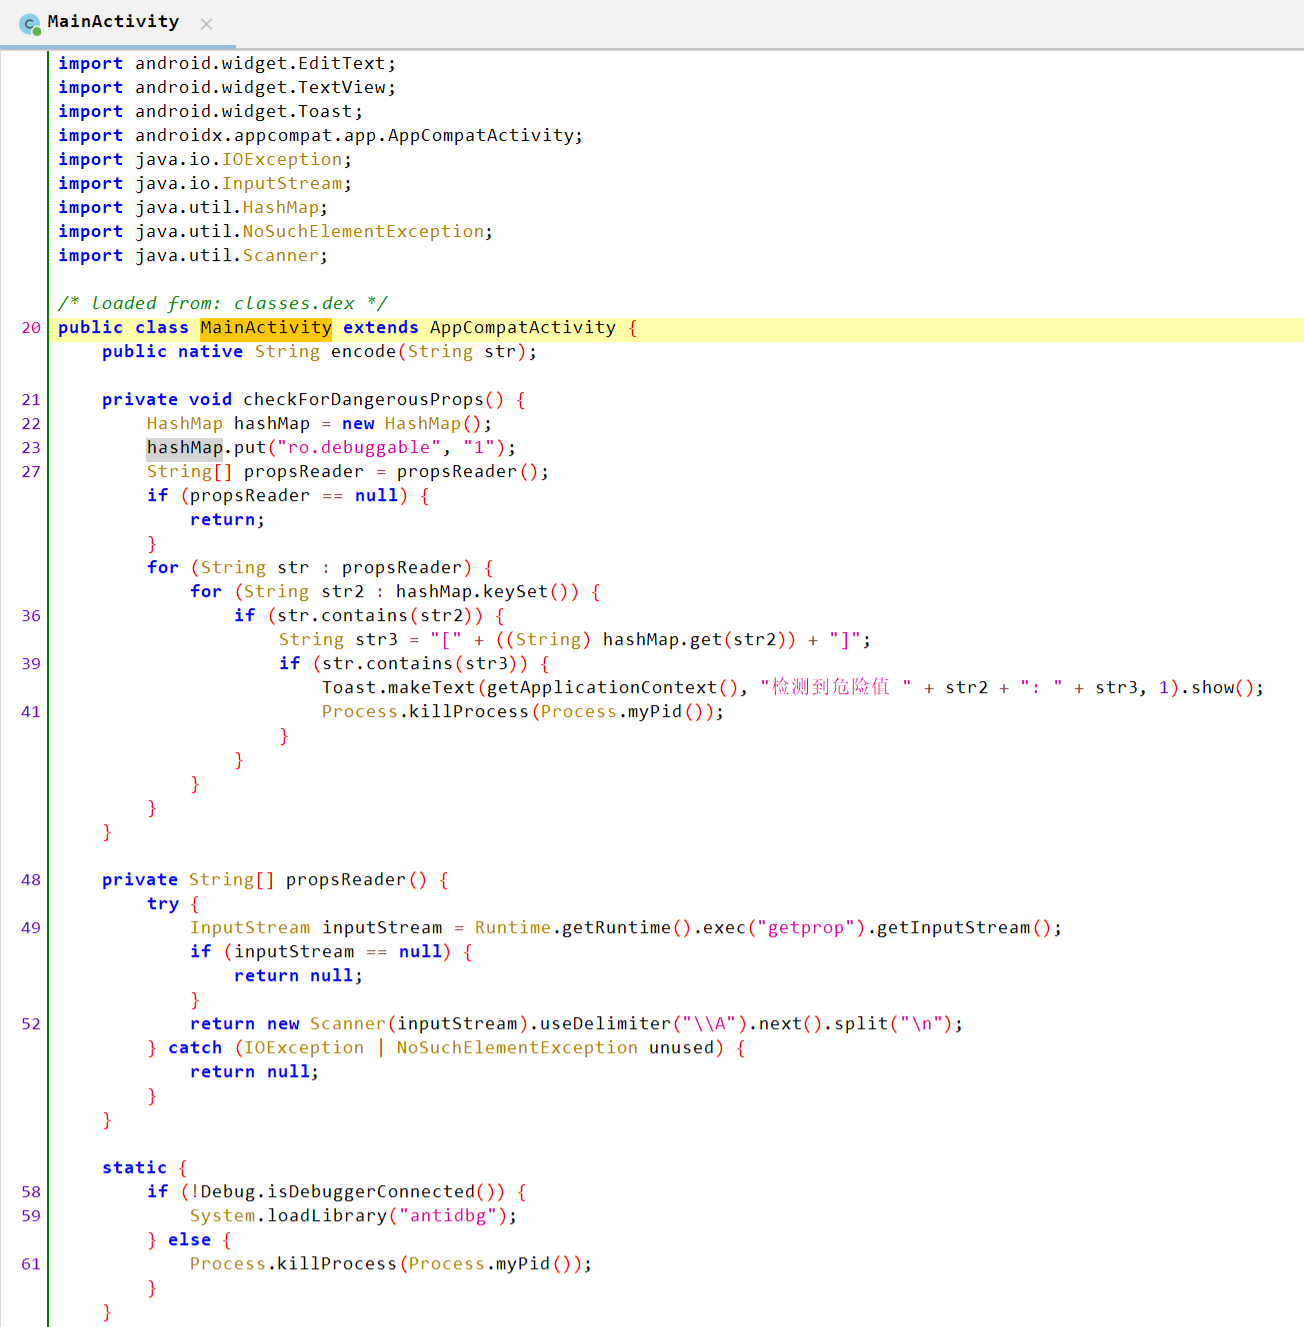 MainActivity
import android.widget.EditText;
import android.widget.TextView;
import android.widget.Toast;
import androidx.appcompat.app.AppCompatActivity;
import java.io.IOException;
import java.io.InputStream;
import java.util.HashMap;
import java.util.NoSuchElementException;
import java.util.Scanner;
/* loaded from: classes.dex */
20 public class MainActivity extends AppCompatActivity {
public native String encode(String str);
21 private void checkForDangerousProps() {
22 HashMap hashMap = new HashMap();
23 hashMap.put("ro.debuggable", "1");
27 String[] propsReader = propsReader();
if (propsReader == null) {
return;
}
for (String str : propsReader) {
for (String str2 : hashMap.keySet()) {
36 if (str.contains(str2)) {
String str3 = "[" + ((String) hashMap.get(str2)) + "]";
39 if (str.contains(str3)) {
Toast.makeText(getApplicationContext(), "检测到危险值 " + str2 + ": " + str3, 1).show();
41 Process.killProcess(Process.myPid());
}
}
}
}
}
48 private String[] propsReader() {
try {
49 InputStream inputStream = Runtime.getRuntime().exec("getprop").getInputStream();
if (inputStream == null) {
return null;
}
52 return new Scanner(inputStream).useDelimiter("\\A").next().split("\n");
} catch (IOException | NoSuchElementException unused) {
return null;
}
}
static {
58 if (!Debug.isDebuggerConnected()) {
59 System.loadLibrary("antidbg");
} else {
61 Process.killProcess(Process.myPid());
}
}